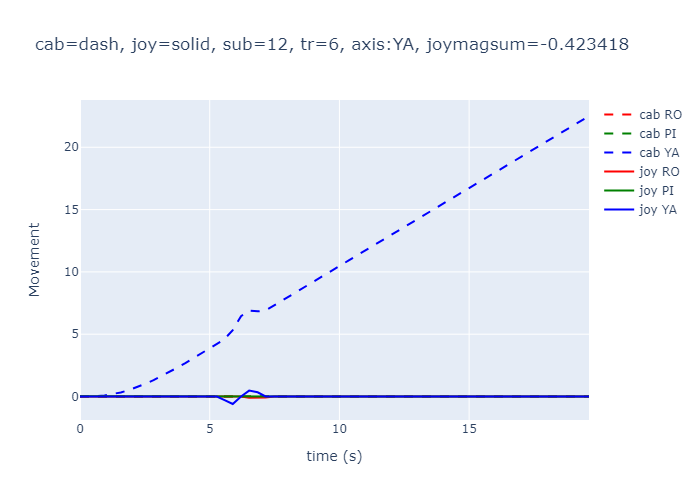 cab=dash, joy=solid, sub=12, tr=6, axis:YA, joymagsum=-0.423418
cab RO
cab PI
cab YA
joy RO
joy PI
joy YA
Movement
20
15
10
5
0
0 5 10 15
time (s)